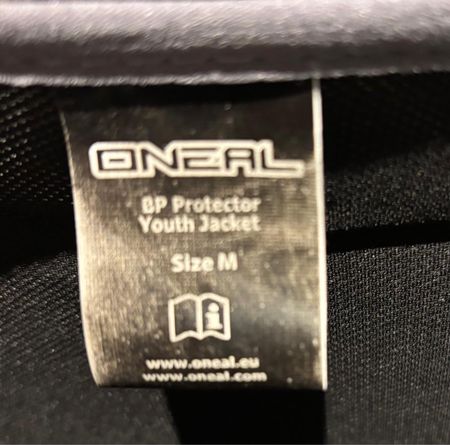 ONEAL
BP Protector
Youth Jacket
Size M
www.oneal.eu
www.oneal.com